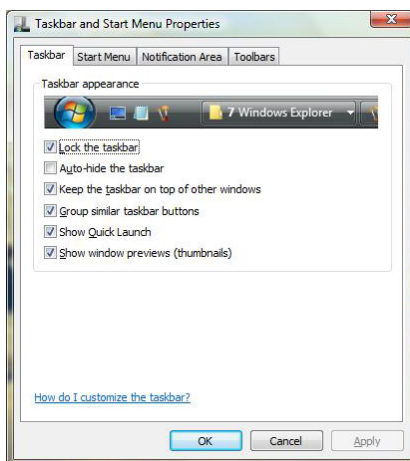 Taskbar and Start Menu Properties
Taskbar Start Menu Notification Area Toolbars
Taskbar appearance
7 Windows Explorer
Lock the taskbar
Auto-hide the taskbar
Keep the taskbar on top of other windows
Group similar taskbar buttons
Show Quick Launch
Show window previews (thumbnails)
How do I customize the taskbar?
OK Cancel Apply